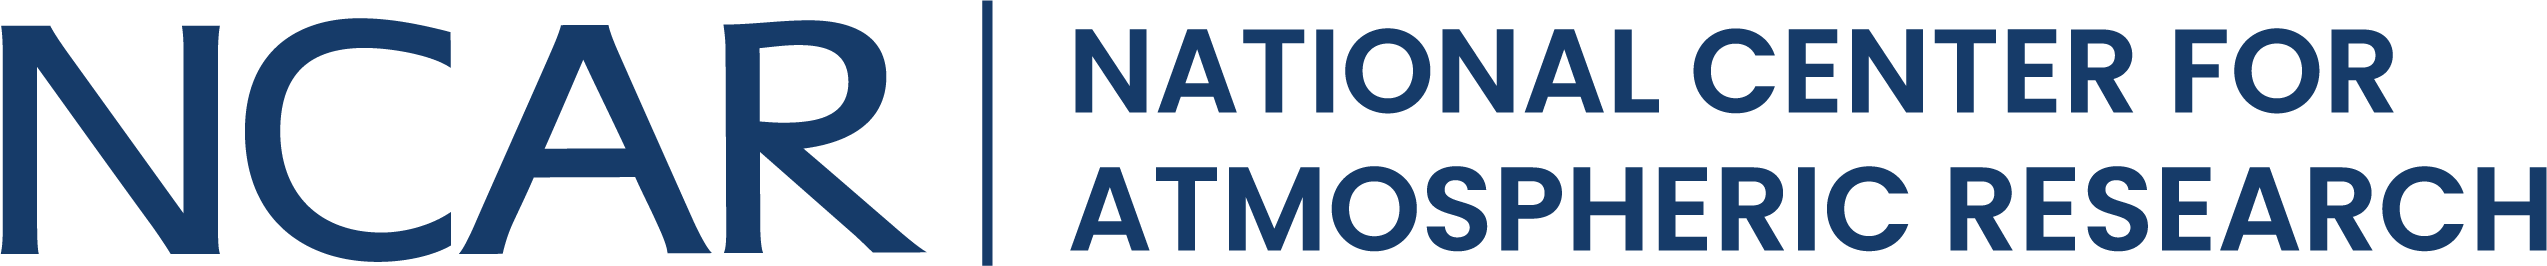 NCAR
NATIONAL CENTER FOR
ATMOSPHERIC RESEARCH